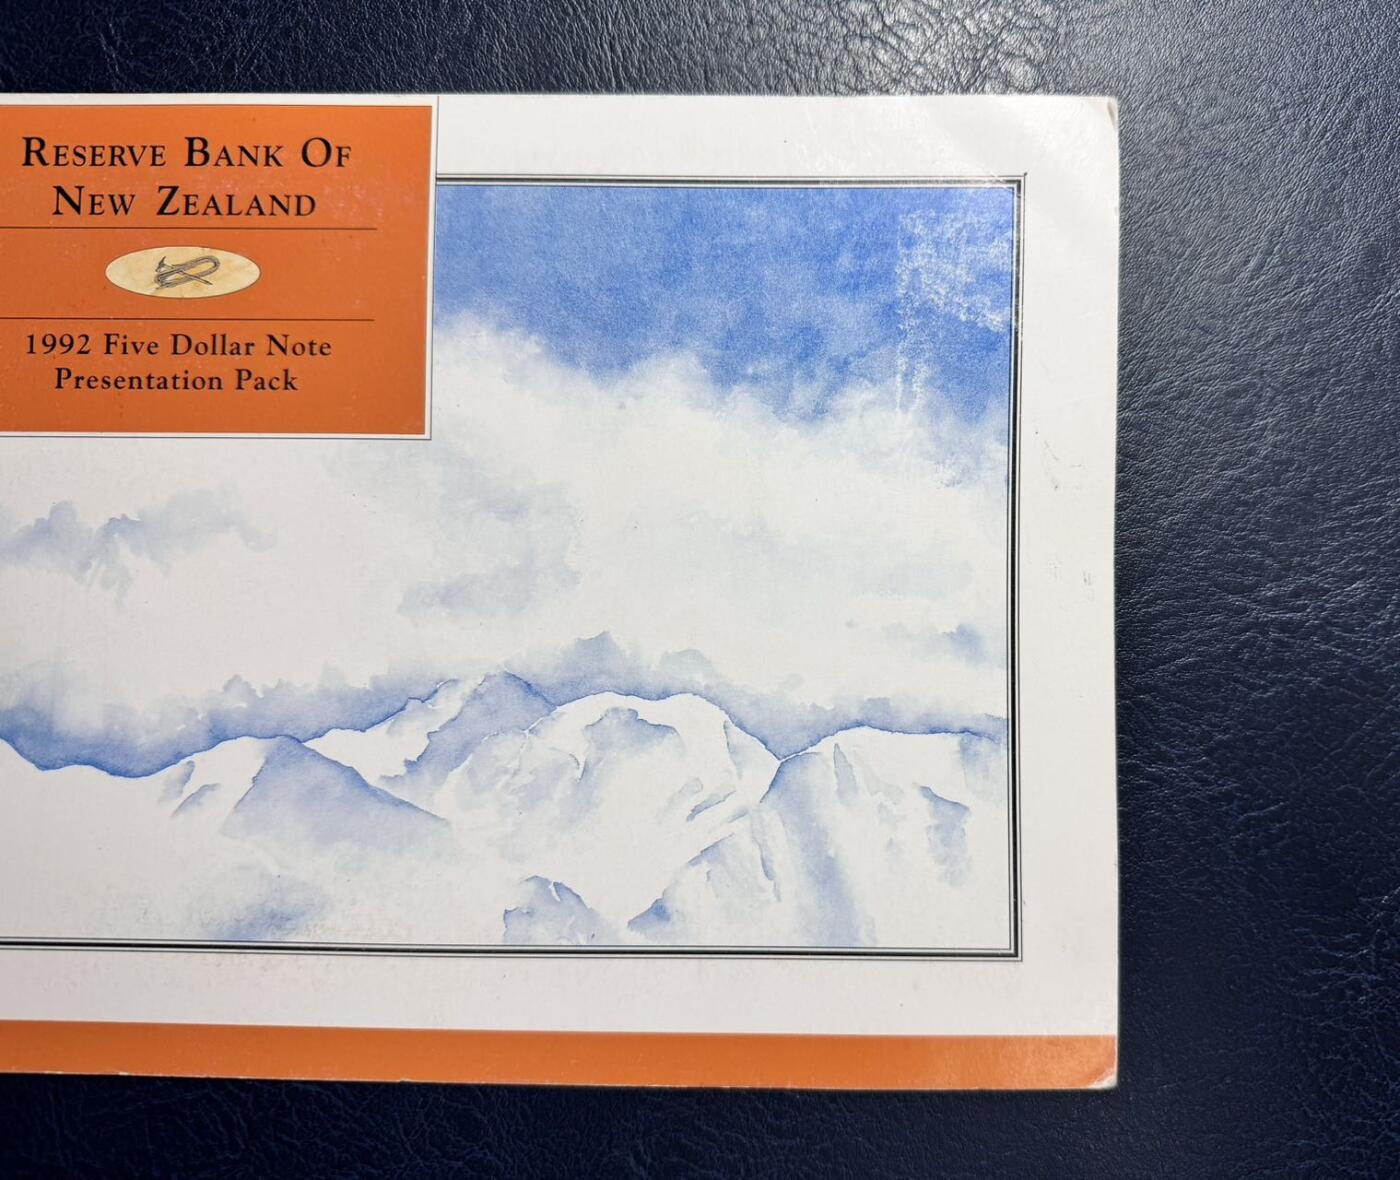 RESERVE BANK OF
NEW ZEALAND
1992 Five Dollar Note
Presentation Pack